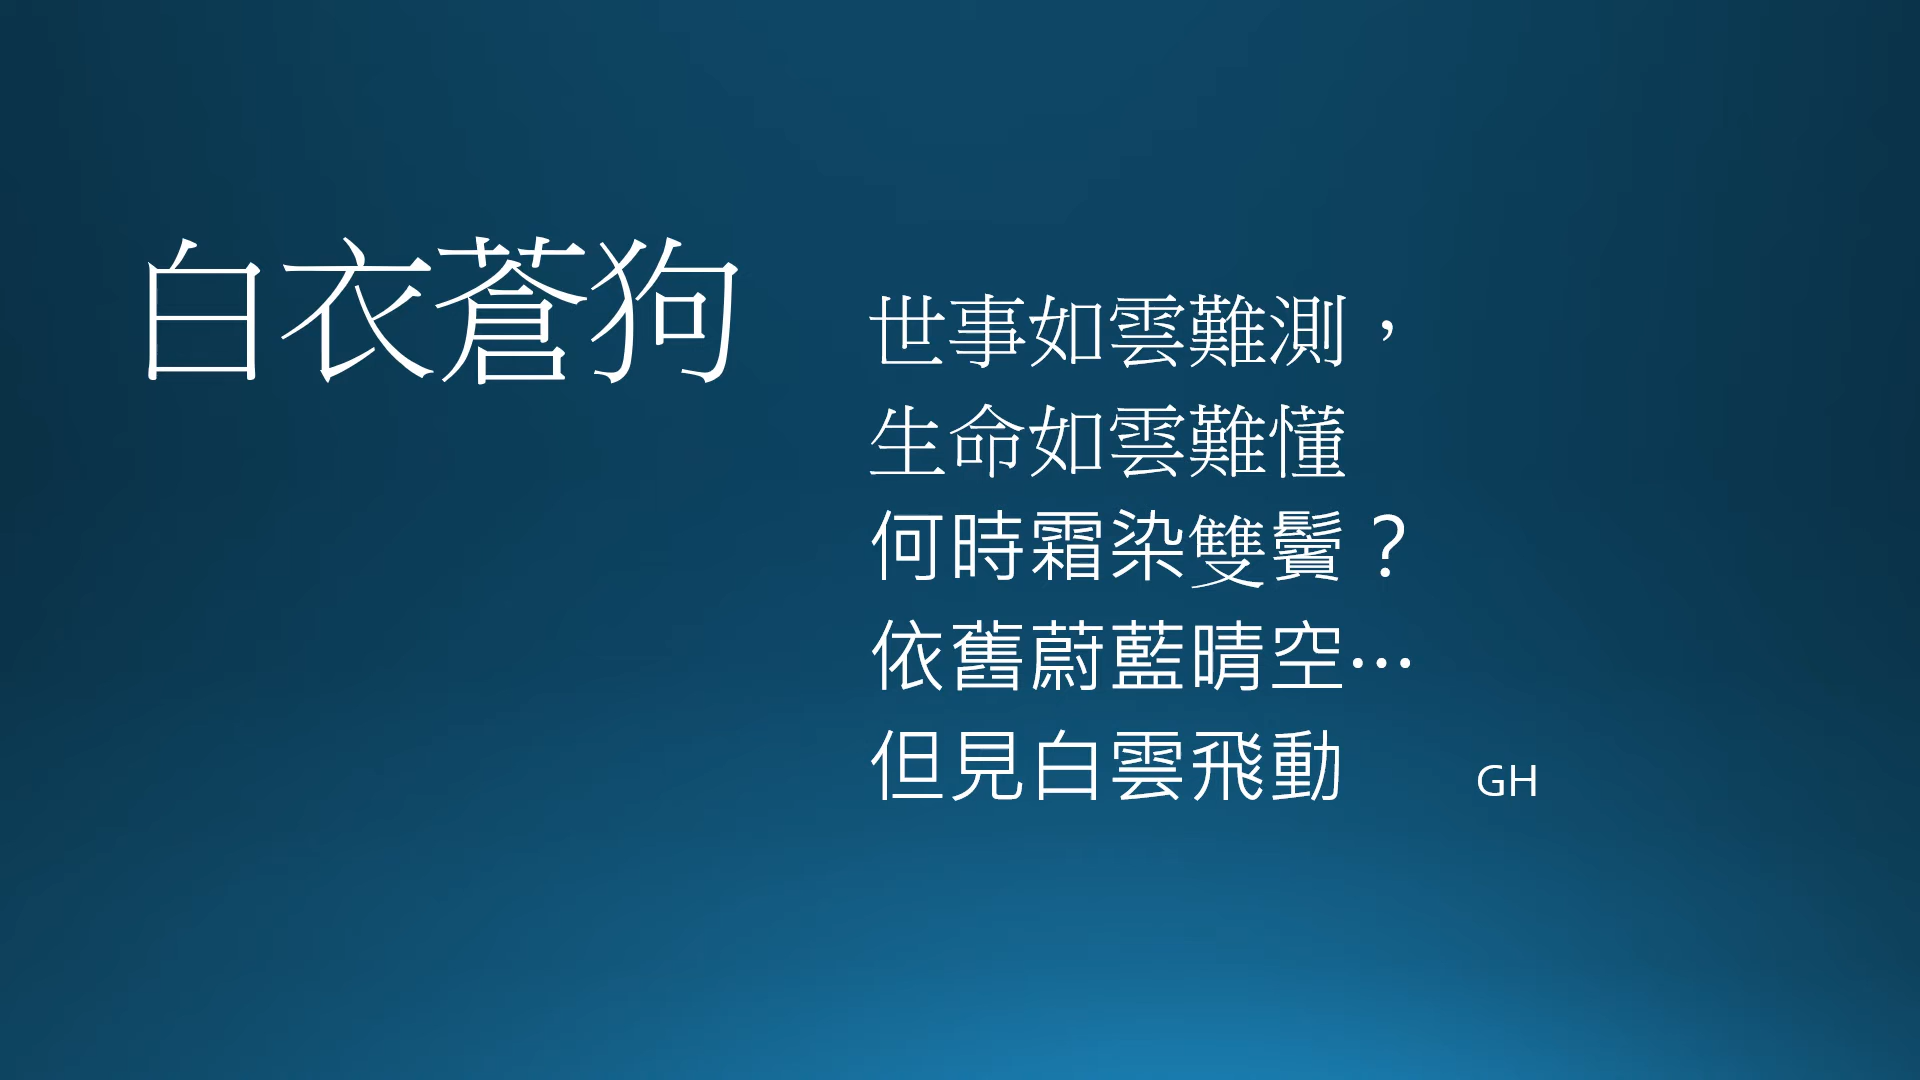 白衣蒼狗
世事如雲難測，
生命如雲難懂
何時霜染雙鬢？
依舊蔚藍晴空…
但見白雲飛動 GH